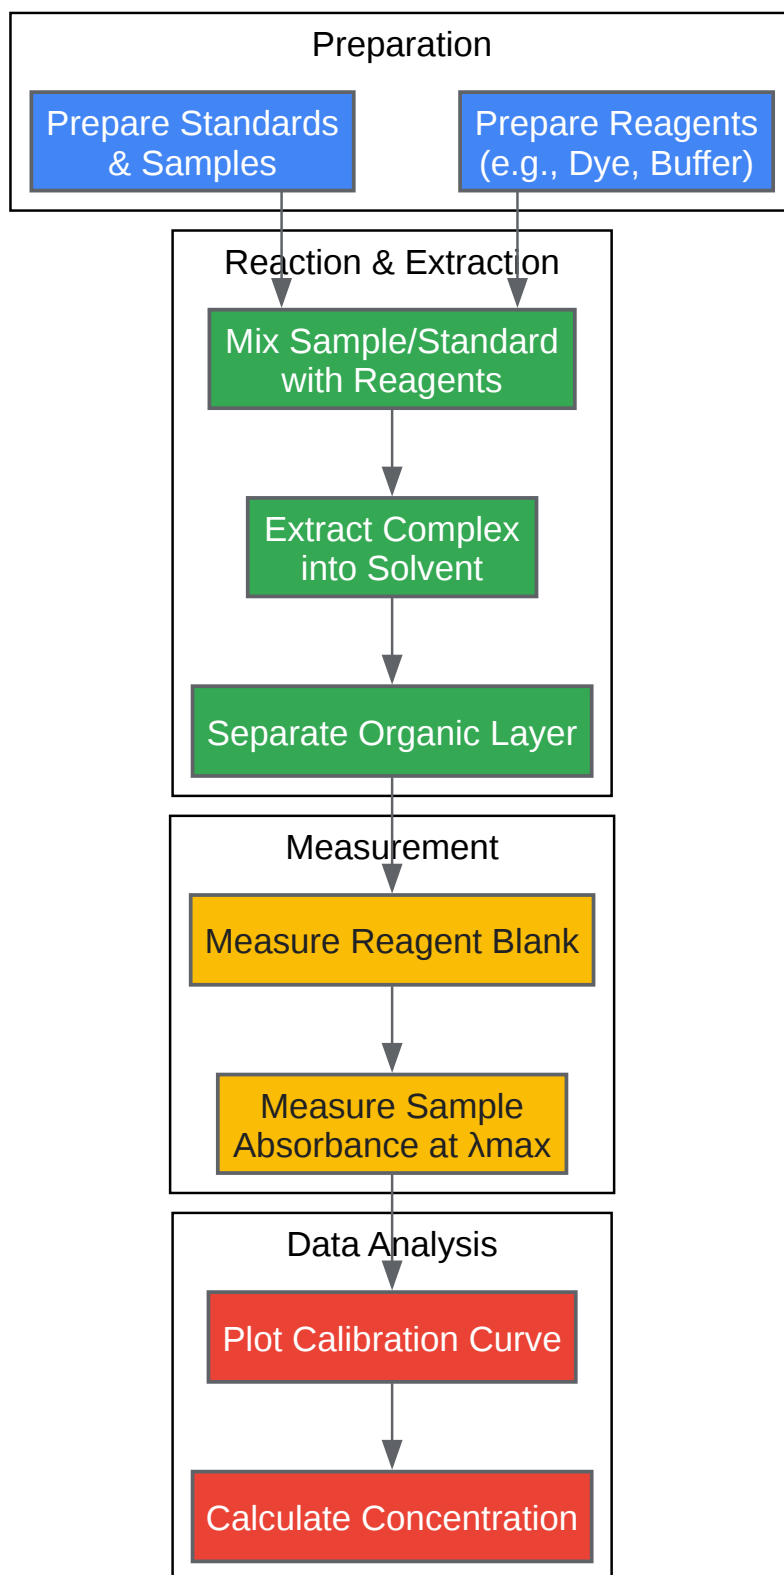 Preparation
Prepare Standards
& Samples
Prepare Reagents
(e.g., Dye, Buffer)
Reaction & Extraction
Mix Sample/Standard
with Reagents
Extract Complex
into Solvent
Separate Organic Layer
Measurement
Measure Reagent Blank
Measure Sample
Absorbance at λmax
Data Analysis
Plot Calibration Curve
Calculate Concentration